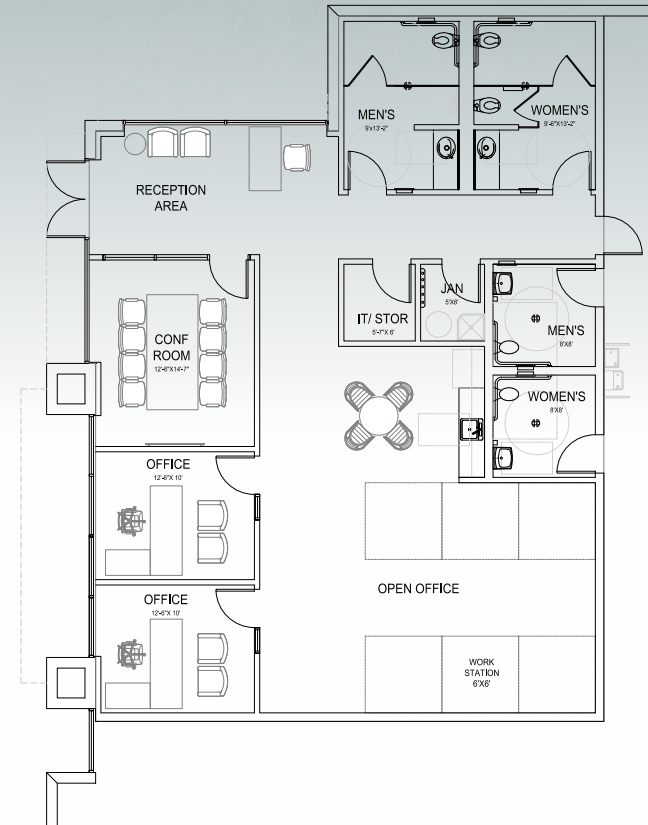 MEN'S
9'x13'-2"
WOMEN'S
9'-6"X13'-2"
RECEPTION
AREA
JAN
5'X6'
IT/ STOR
5'-7"X 6'
CONF
ROOM
12'-6"X14'-7"
MEN'S
8'X8'
WOMEN'S
8'X8'
OFFICE
12'-6"X 10'
OFFICE
12'-6"X 10'
OPEN OFFICE
WORK
STATION
6'X6'